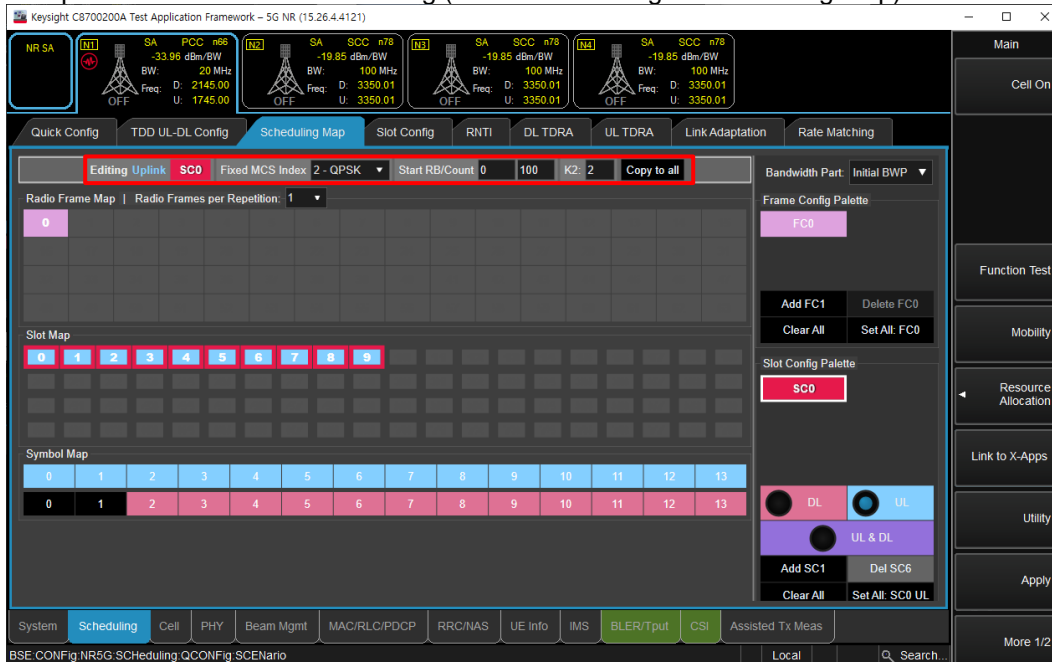 Keysight C8700200A Test Application Framework – 5G NR (15.26.4.4121)
NR SA
N1 SA PCC n66
-33.96 dBm/BW
BW: 20 MHz
Freq: D: 2145.00
U: 1745.00
OFF
N2 SA SCC n78
-19.85 dBm/BW
BW: 100 MHz
Freq: D: 3350.01
U: 3350.01
OFF
N3 SA SCC n78
-19.85 dBm/BW
BW: 100 MHz
Freq: D: 3350.01
U: 3350.01
OFF
N4 SA SCC n78
-19.85 dBm/BW
BW: 100 MHz
Freq: D: 3350.01
U: 3350.01
OFF
Main
Cell On
Quick Config TDD UL-DL Config Scheduling Map Slot Config RNTI DL TDRA UL TDRA Link Adaptation Rate Matching
Editing Uplink SC0 Fixed MCS Index 2 - QPSK Start RB/Count 0 100 K2: 2 Copy to all
Bandwidth Part: Initial BWP
Radio Frame Map | Radio Frames per Repetition: 1
0
Frame Config Palette
FC0
Add FC1 Delete FC0
Clear All Set All: FC0
Slot Map
0 1 2 3 4 5 6 7 8 9
Slot Config Palette
SC0
Symbol Map
0 1 2 3 4 5 6 7 8 9 10 11 12 13
0 1 2 3 4 5 6 7 8 9 10 11 12 13
DL UL
UL & DL
Add SC1 Del SC6
Clear All Set All: SC0 UL
Function Test
Mobility
Resource
Allocation
Link to X-Apps
Utility
Apply
More 1/2
System Scheduling Cell PHY Beam Mgmt MAC/RLC/PDCP RRC/NAS UE Info IMS BLER/Tput CSI Assisted Tx Meas
BSE:CONFig:NR5G:SCHeduling:QCONFig:SCENario
Local Search...